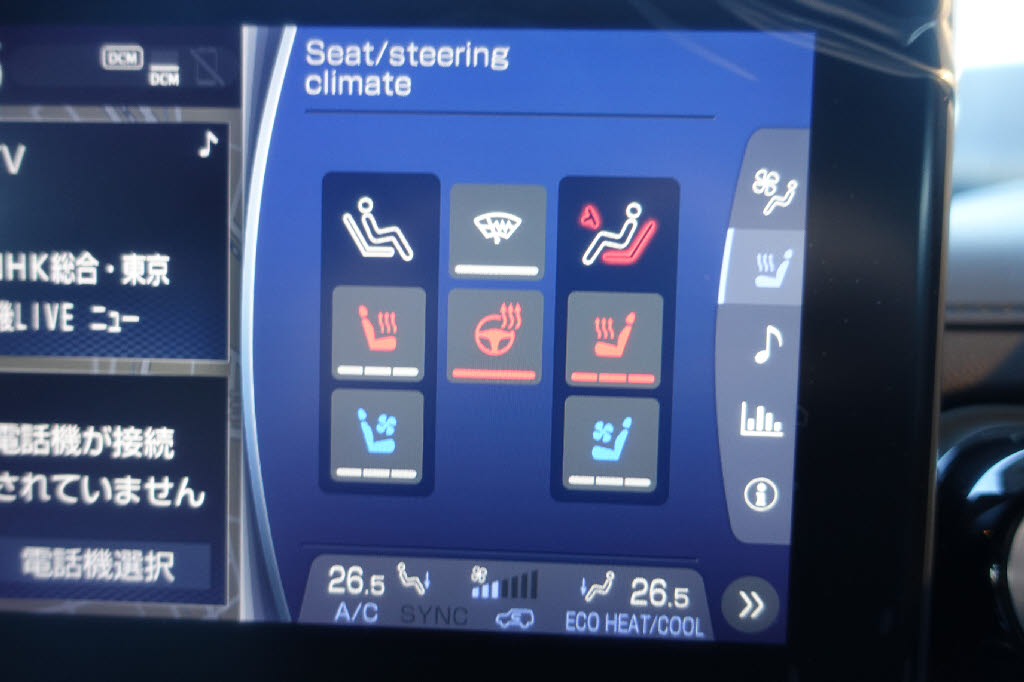 DCM
DCM
Seat/steering
climate
V
NHK総合・東京
LIVE ニュー
電話機が接続
されていません
電話機選択
26.5
A/C
SYNC
26.5
ECO HEAT/COOL